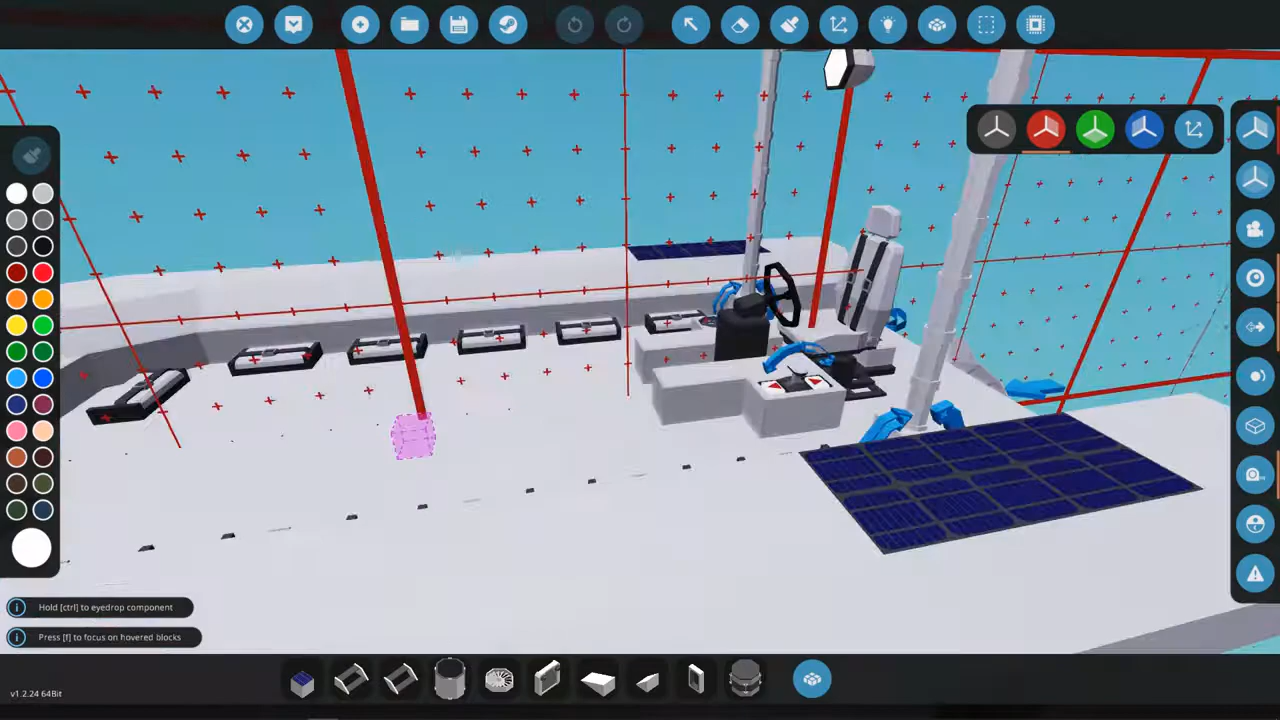 Hold [ctrl] to eyedrop component
Press [f] to focus on hovered blocks
v1.2.24 64Bit